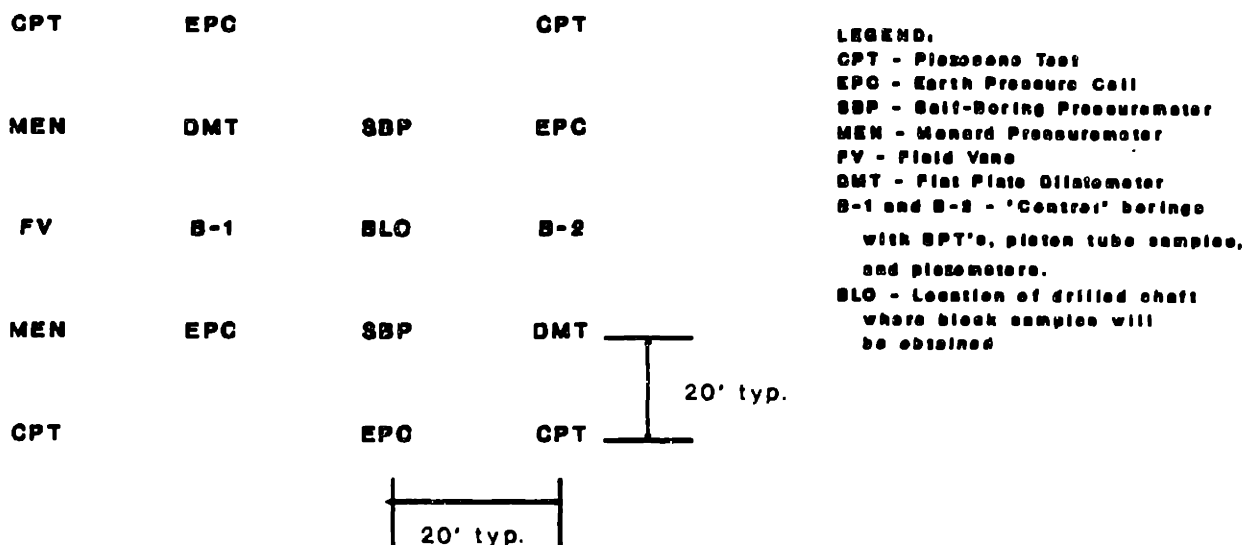 CPT EPC CPT
MEN DMT SBP EPC
FV B-1 BLO B-2
MEN EPC SBP DMT
20' typ.
CPT EPC CPT
20' typ.
LEGEND:
CPT - Piezocone Test
EPC - Earth Pressure Cell
SBP - Self-Boring Pressuremeter
MEN - Menard Pressuremeter
FV - Field Vane
DMT - Flat Plate Dilatometer
B-1 and B-2 - 'Control' borings
with SPT's, piston tube samples,
and piezometers.
BLO - Location of drilled shaft
where block samples will
be obtained